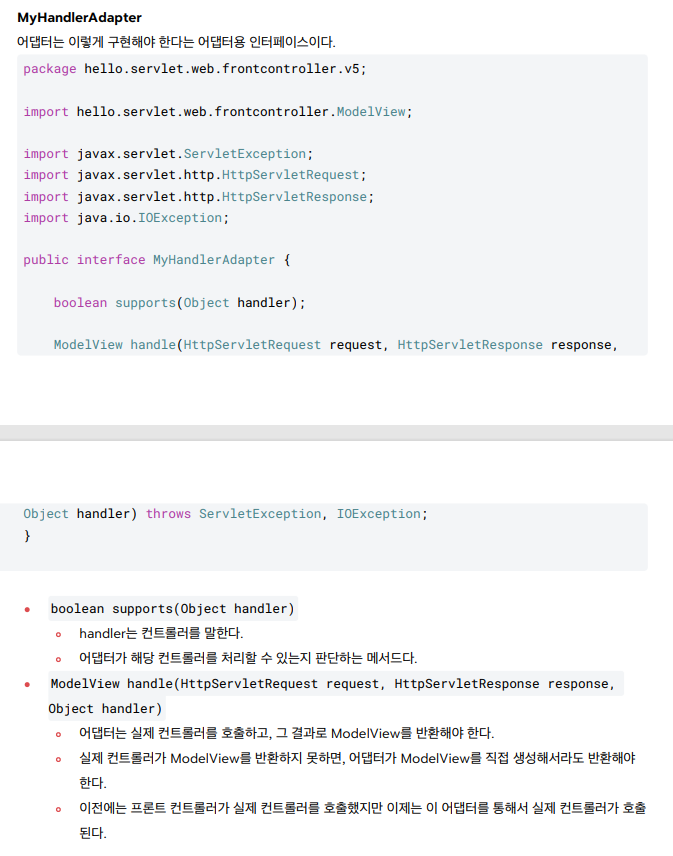 MyHandlerAdapter
어댑터는 이렇게 구현해야 한다는 어댑터용 인터페이스이다.
package hello.servlet.web.frontcontroller.v5;
import hello.servlet.web.frontcontroller.ModelView;
import javax.servlet.ServletException;
import javax.servlet.http.HttpServletRequest;
import javax.servlet.http.HttpServletResponse;
import java.io.IOException;
public interface MyHandlerAdapter {
boolean supports(Object handler);
ModelView handle(HttpServletRequest request, HttpServletResponse response,
Object handler) throws ServletException, IOException;
}
boolean supports(Object handler)
handler는 컨트롤러를 말한다.
어댑터가 해당 컨트롤러를 처리할 수 있는지 판단하는 메서드다.
ModelView handle(HttpServletRequest request, HttpServletResponse response,
Object handler)
어댑터는 실제 컨트롤러를 호출하고, 그 결과로 ModelView를 반환해야 한다.
실제 컨트롤러가 ModelView를 반환하지 못하면, 어댑터가 ModelView를 직접 생성해서라도 반환해야
한다.
이전에는 프론트 컨트롤러가 실제 컨트롤러를 호출했지만 이제는 이 어댑터를 통해서 실제 컨트롤러가 호출
된다.